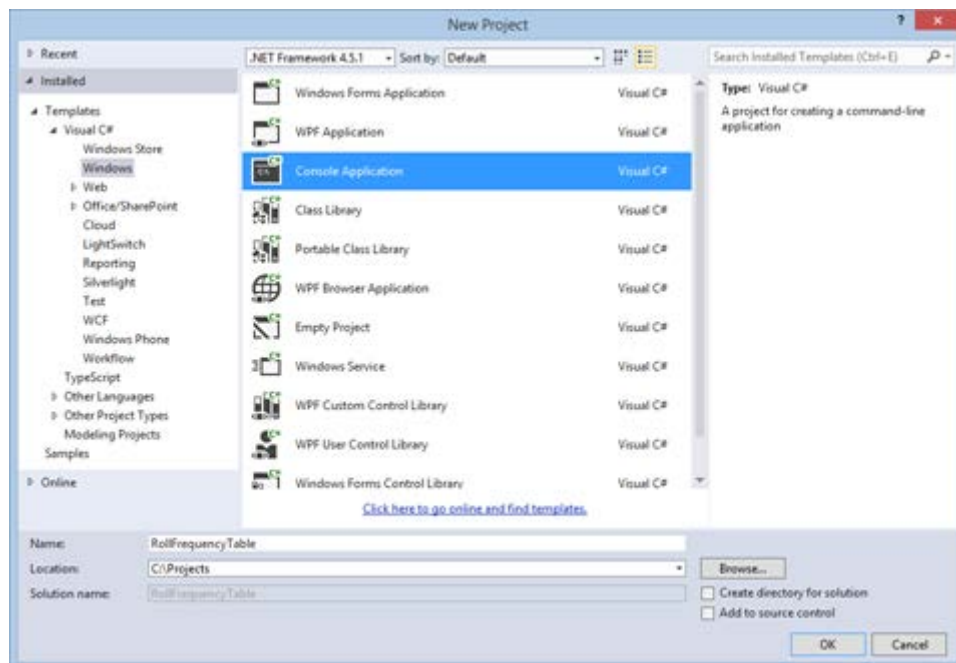 New Project
Recent
Installed
Templates
Visual C#
Windows Store
Windows
Web
Office/SharePoint
Cloud
LightSwitch
Reporting
Silverlight
Test
WCF
Windows Phone
Workflow
TypeScript
Other Languages
Other Project Types
Modeling Projects
Samples
Online
.NET Framework 4.5.1 Sort by: Default
Windows Forms Application Visual C#
WPF Application Visual C#
Console Application Visual C#
Class Library Visual C#
Portable Class Library Visual C#
WPF Browser Application Visual C#
Empty Project Visual C#
Windows Service Visual C#
WPF Custom Control Library Visual C#
WPF User Control Library Visual C#
Windows Forms Control Library Visual C#
Click here to go online and find templates.
Search Installed Templates (Ctrl+E)
Type: Visual C#
A project for creating a command-line
application
Name: RollFrequencyTable
Location: C:\Projects Browse...
Solution name: RollFrequencyTable
Create directory for solution
Add to source control
OK Cancel